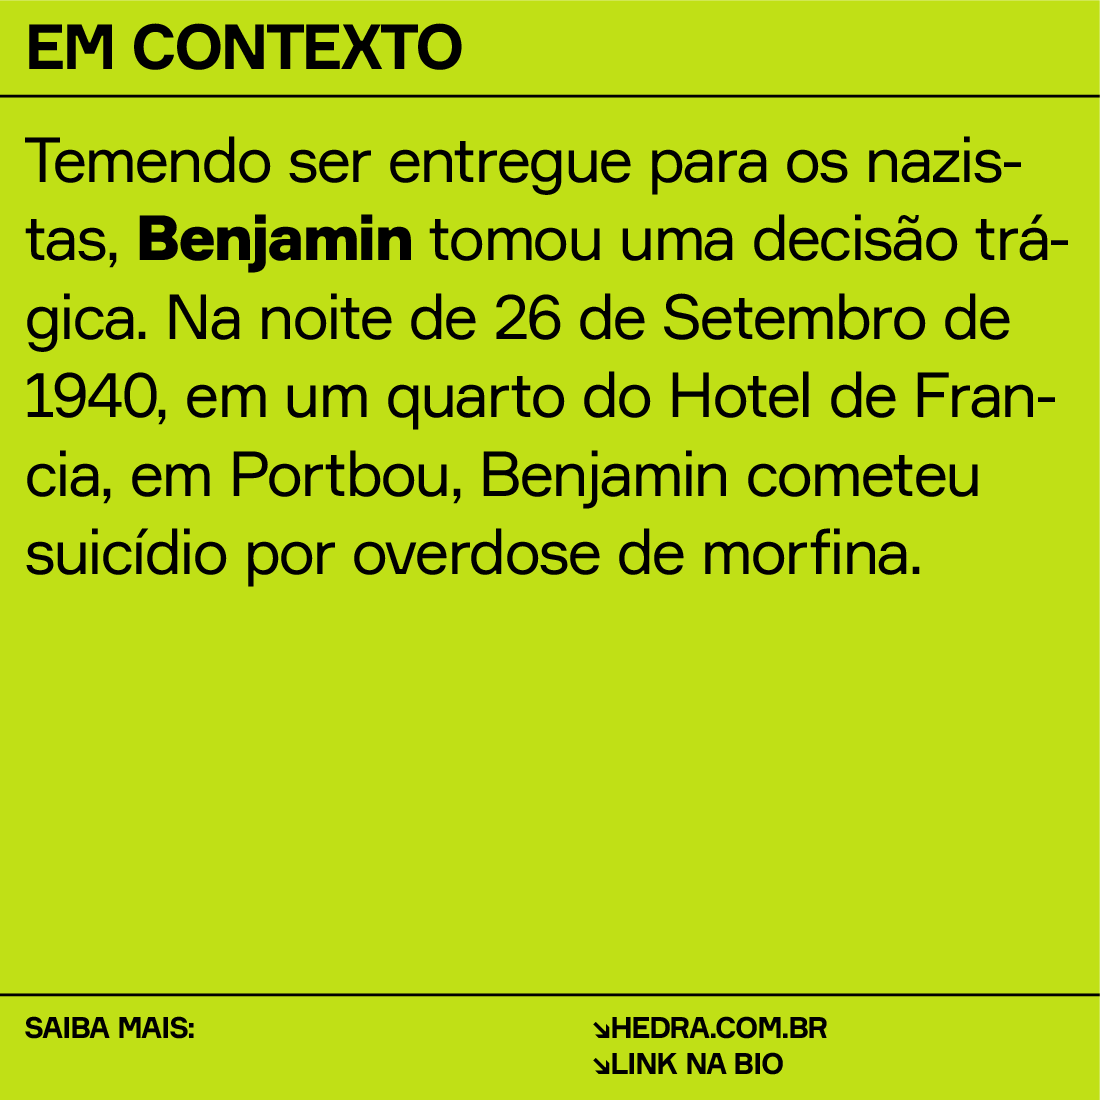 EM CONTEXTO
Temendo ser entregue para os nazis-
tas, Benjamin tomou uma decisão trá-
gica. Na noite de 26 de Setembro de
1940, em um quarto do Hotel de Fran-
cia, em Portbou, Benjamin cometeu
suicídio por overdose de morfina.
SAIBA MAIS:
↘HEDRA.COM.BR
↘LINK NA BIO